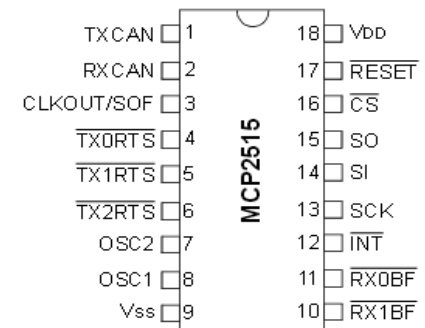 TXCAN 1 18 VDD
RXCAN 2 17 RESET
CLKOUT/SOF 3 16 CS
TX0RTS 4 15 SO
TX1RTS 5 14 SI
TX2RTS 6 13 SCK
OSC2 7 12 INT
OSC1 8 11 RX0BF
Vss 9 10 RX1BF
MCP2515